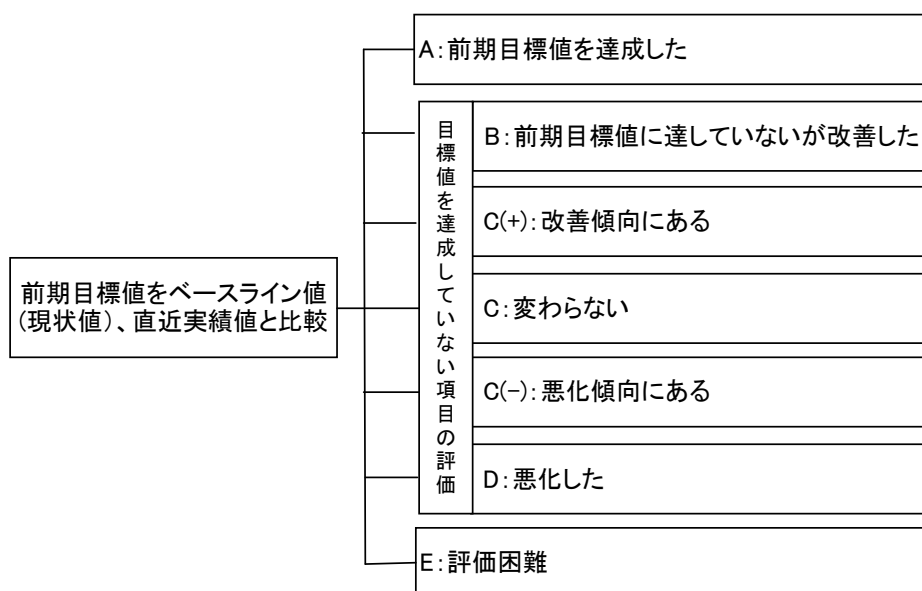 前期目標値をベースライン値
(現状値)、直近実績値と比較
A:前期目標値を達成した
目標値を達成していない項目の評価
B:前期目標値に達していないが改善した
C(+):改善傾向にある
C:変わらない
C(−):悪化傾向にある
D:悪化した
E:評価困難